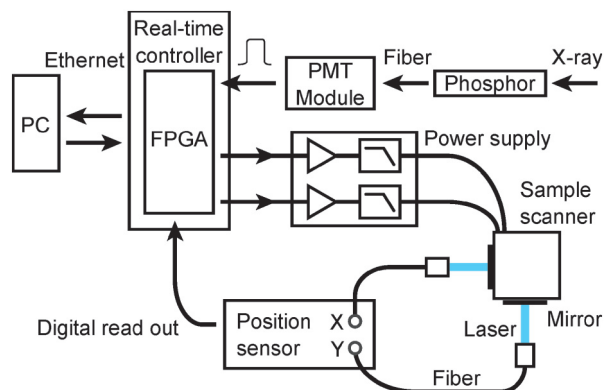 Real-time
controller
Ethernet
PC
FPGA
PMT
Module
Fiber
Phosphor
X-ray
Power supply
Sample
scanner
Digital read out
Position
sensor
X
Y
Laser
Mirror
Fiber